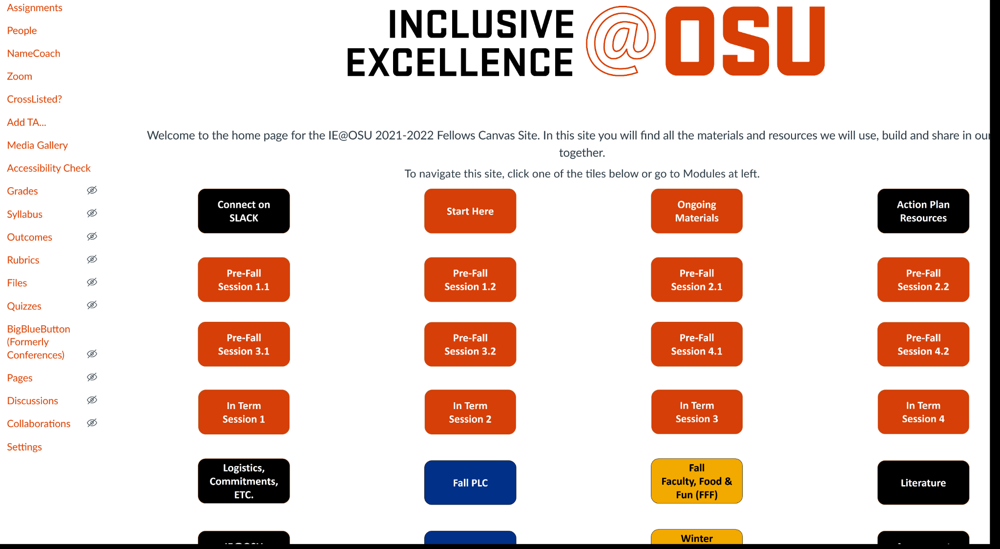 Assignments
People
NameCoach
Zoom
CrossListed?
Add TA...
Media Gallery
Accessibility Check
Grades
Syllabus
Outcomes
Rubrics
Files
Quizzes
BigBlueButton
(Formerly
Conferences)
Pages
Discussions
Collaborations
Settings
INCLUSIVE
EXCELLENCE
@OSU
Welcome to the home page for the IE@OSU 2021-2022 Fellows Canvas Site. In this site you will find all the materials and resources we will use, build and share in our
together.
To navigate this site, click one of the tiles below or go to Modules at left.
Connect on
SLACK
Start Here
Ongoing
Materials
Action Plan
Resources
Pre-Fall
Session 1.1
Pre-Fall
Session 1.2
Pre-Fall
Session 2.1
Pre-Fall
Session 2.2
Pre-Fall
Session 3.1
Pre-Fall
Session 3.2
Pre-Fall
Session 4.1
Pre-Fall
Session 4.2
In Term
Session 1
In Term
Session 2
In Term
Session 3
In Term
Session 4
Logistics,
Commitments,
ETC.
Fall PLC
Fall
Faculty, Food &
Fun (FFF)
Literature
Winter